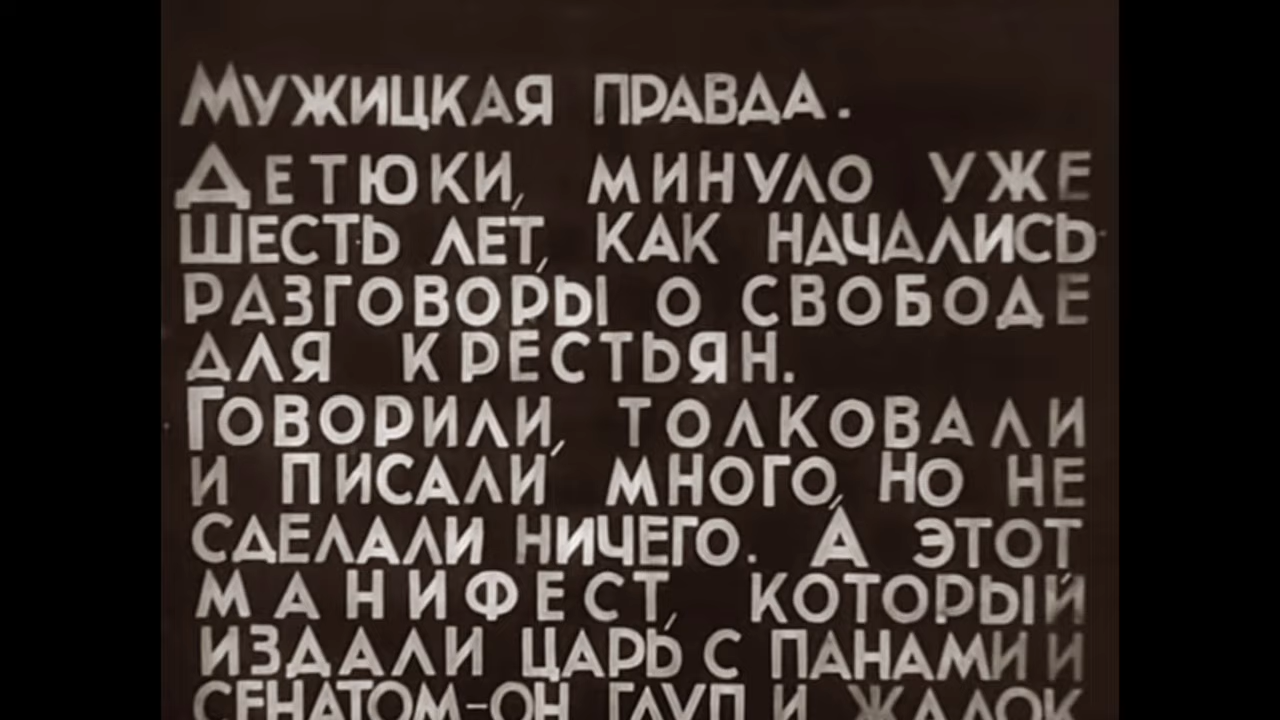 Мужицкая правда.
Детюки, минуло уже
шесть лет, как начались
разговоры о свободе
для крестьян.
Говорили, толковали
и писали много, но не
сделали ничего. А этот
манифест, который
издали царь с панами и
сенатом-он глуп и жалок